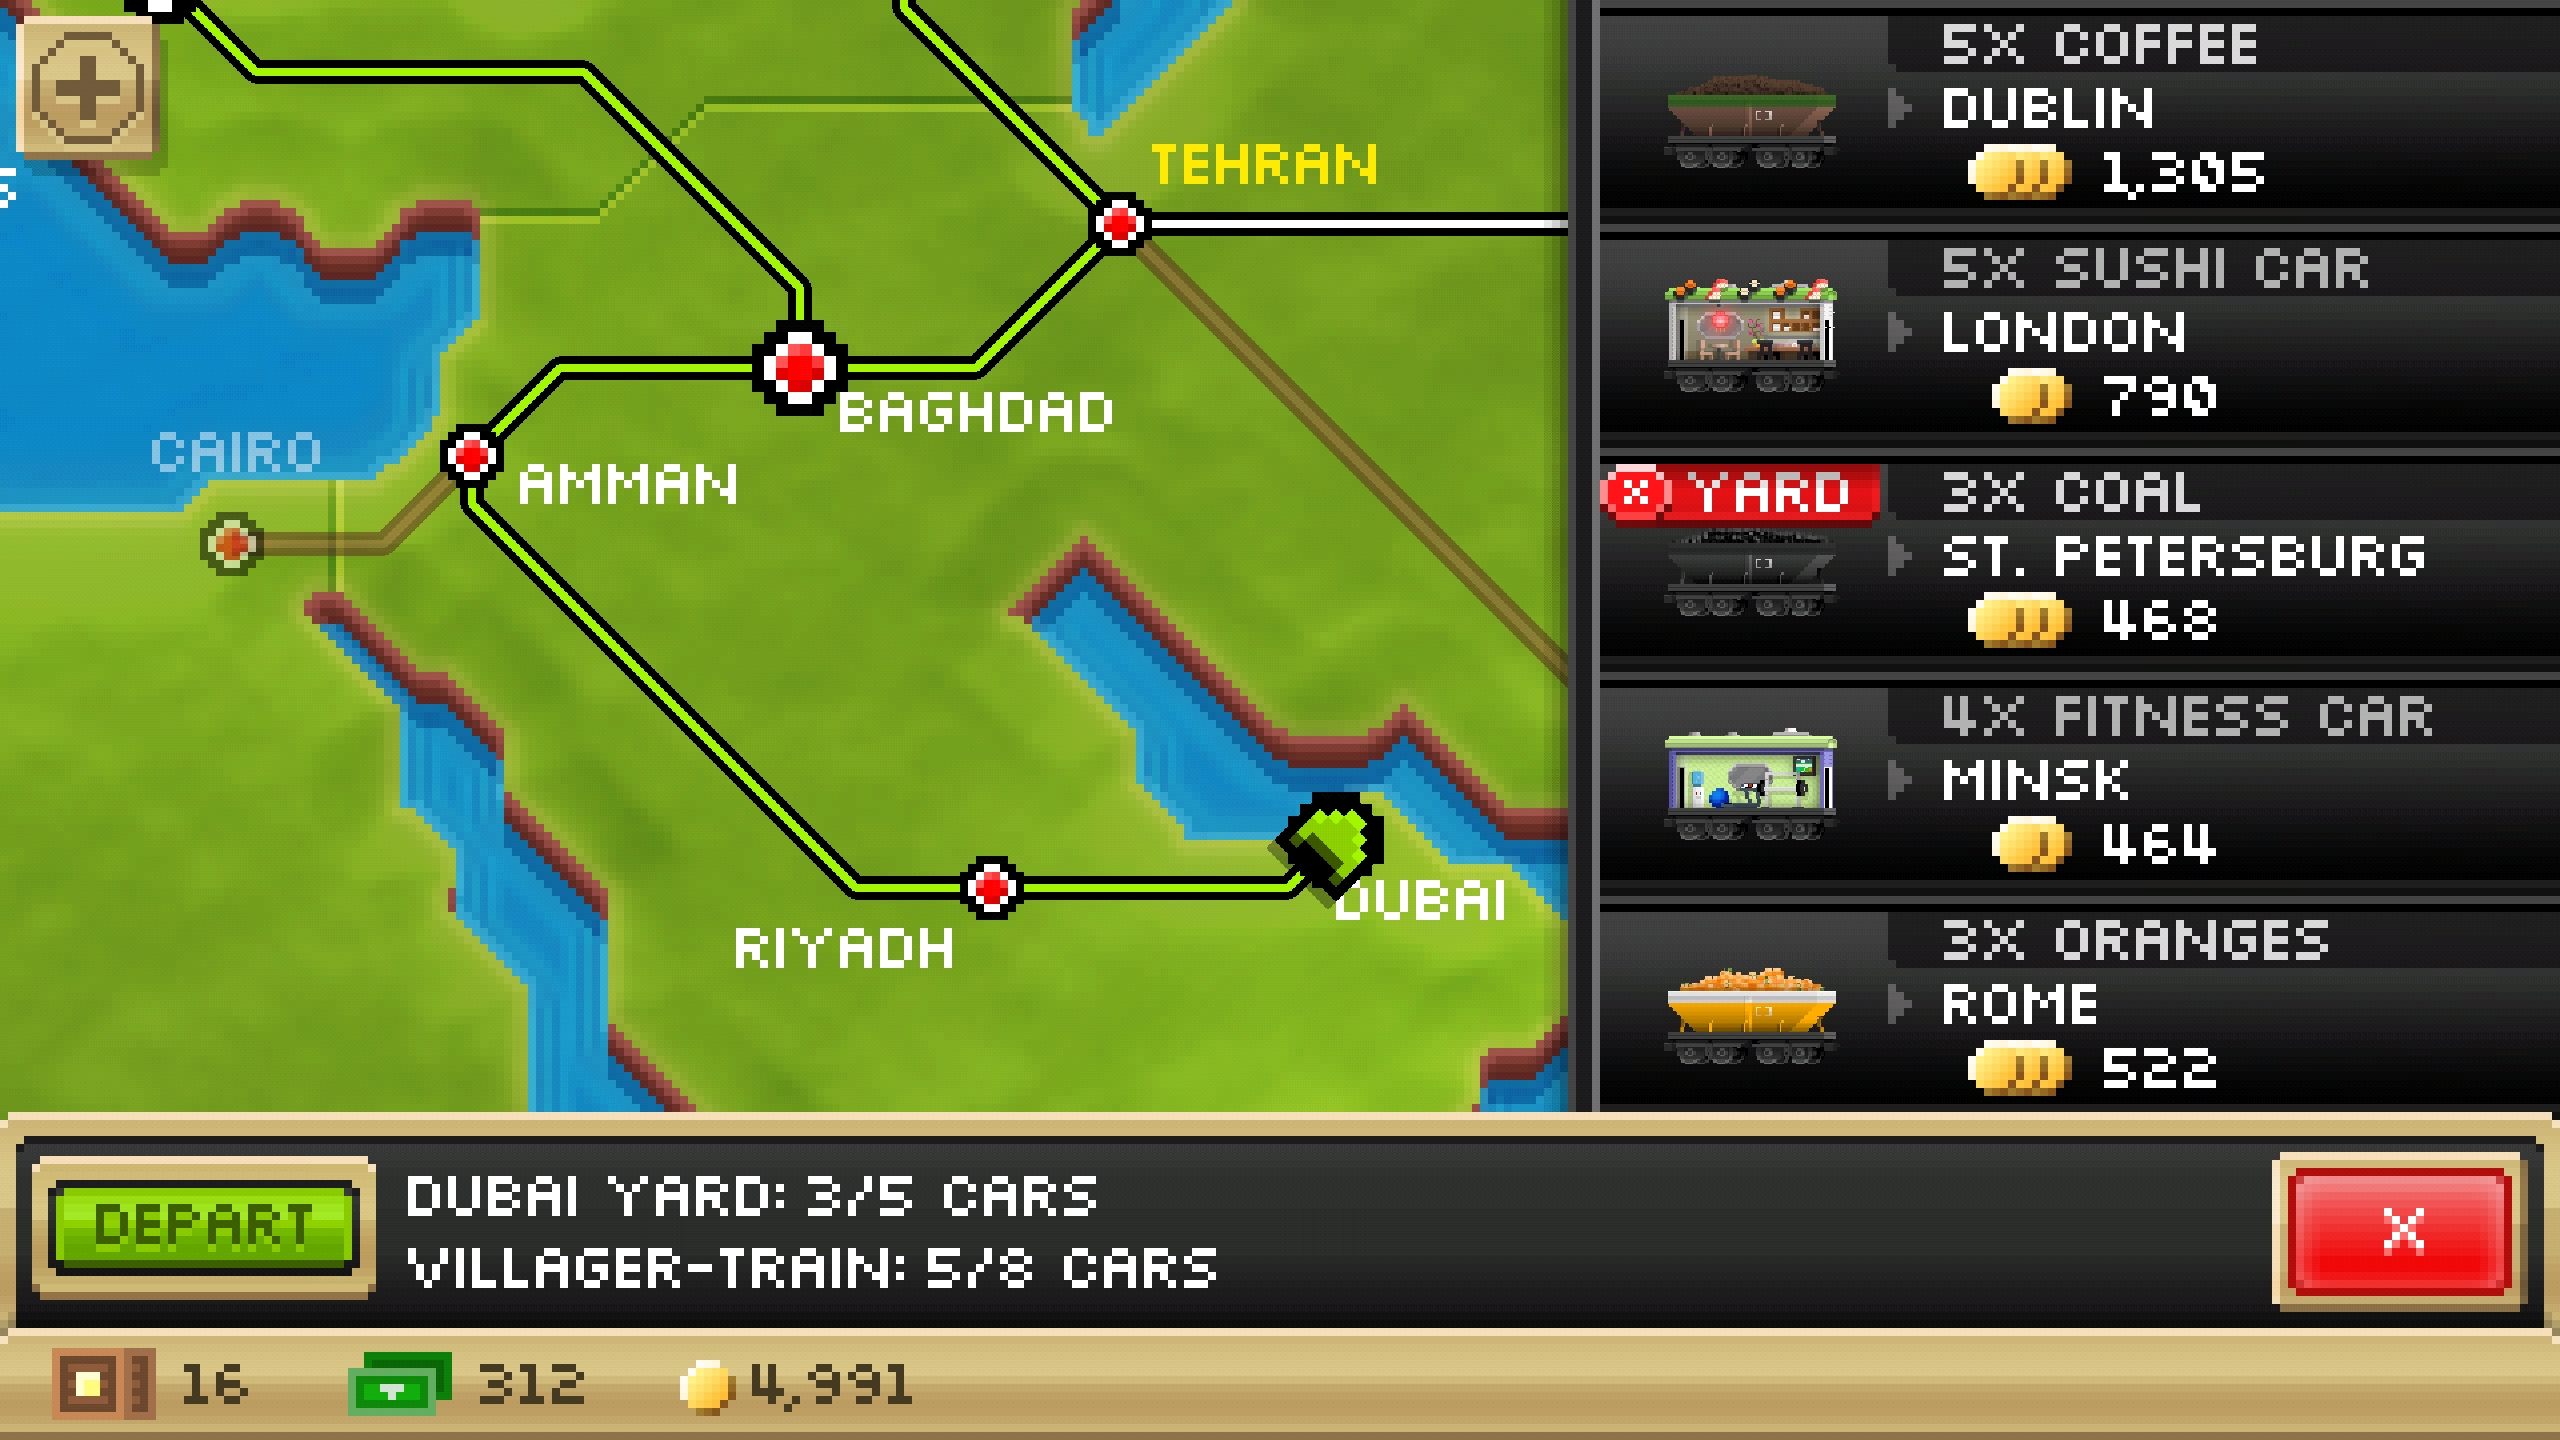 S
TEHRAN
BAGHDAD
CAIRO
AMMAN
DUBAI
RIYADH
5X COFFEE
DUBLIN
1,305
5X SUSHI CAR
LONDON
790
X YARD
3X COAL
ST. PETERSBURG
468
4X FITNESS CAR
MINSK
464
3X ORANGES
ROME
522
DEPART
DUBAI YARD: 3/5 CARS
VILLAGER-TRAIN: 5/8 CARS
X
16
312
4,991